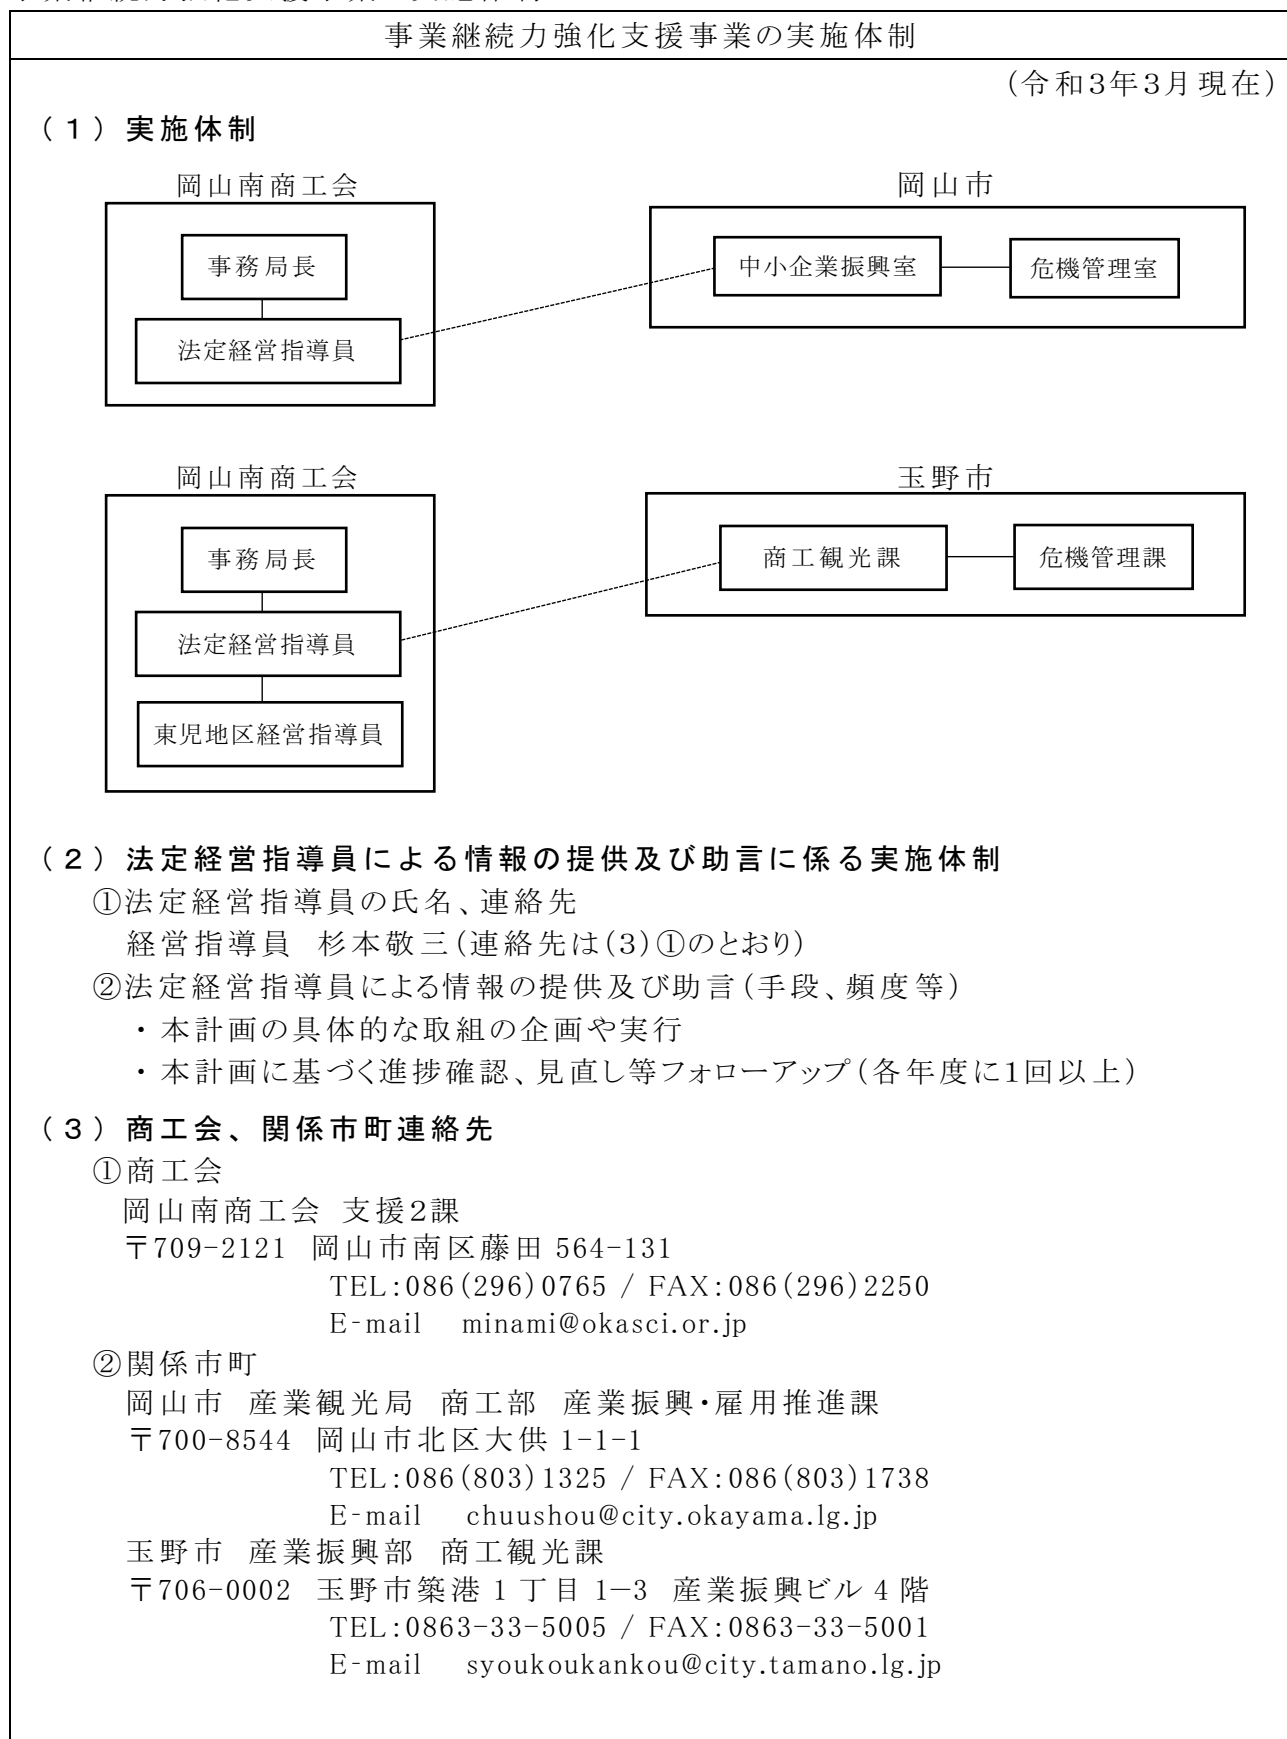 事業継続力強化支援事業の実施体制
(令和3年3月現在)
(1)実施体制
岡山南商工会
岡山市
事務局長
中小企業振興室
危機管理室
法定経営指導員
岡山南商工会
玉野市
事務局長
商工観光課
危機管理課
法定経営指導員
東児地区経営指導員
(2)法定経営指導員による情報の提供及び助言に係る実施体制
①法定経営指導員の氏名、連絡先
経営指導員 杉本敬三(連絡先は(3)①のとおり)
②法定経営指導員による情報の提供及び助言(手段、頻度等)
・本計画の具体的な取組の企画や実行
・本計画に基づく進捗確認、見直し等フォローアップ(各年度に1回以上)
(3)商工会、関係市町連絡先
①商工会
岡山南商工会 支援2課
〒709-2121 岡山市南区藤田 564-131
TEL:086(296)0765 / FAX:086(296)2250
E-mail minami@okasci.or.jp
②関係市町
岡山市 産業観光局 商工部 産業振興・雇用推進課
〒700-8544 岡山市北区大供 1-1-1
TEL:086(803)1325 / FAX:086(803)1738
E-mail chuushou@city.okayama.lg.jp
玉野市 産業振興部 商工観光課
〒706-0002 玉野市築港 1 丁目 1−3 産業振興ビル 4 階
TEL:0863-33-5005 / FAX:0863-33-5001
E-mail syoukoukankou@city.tamano.lg.jp